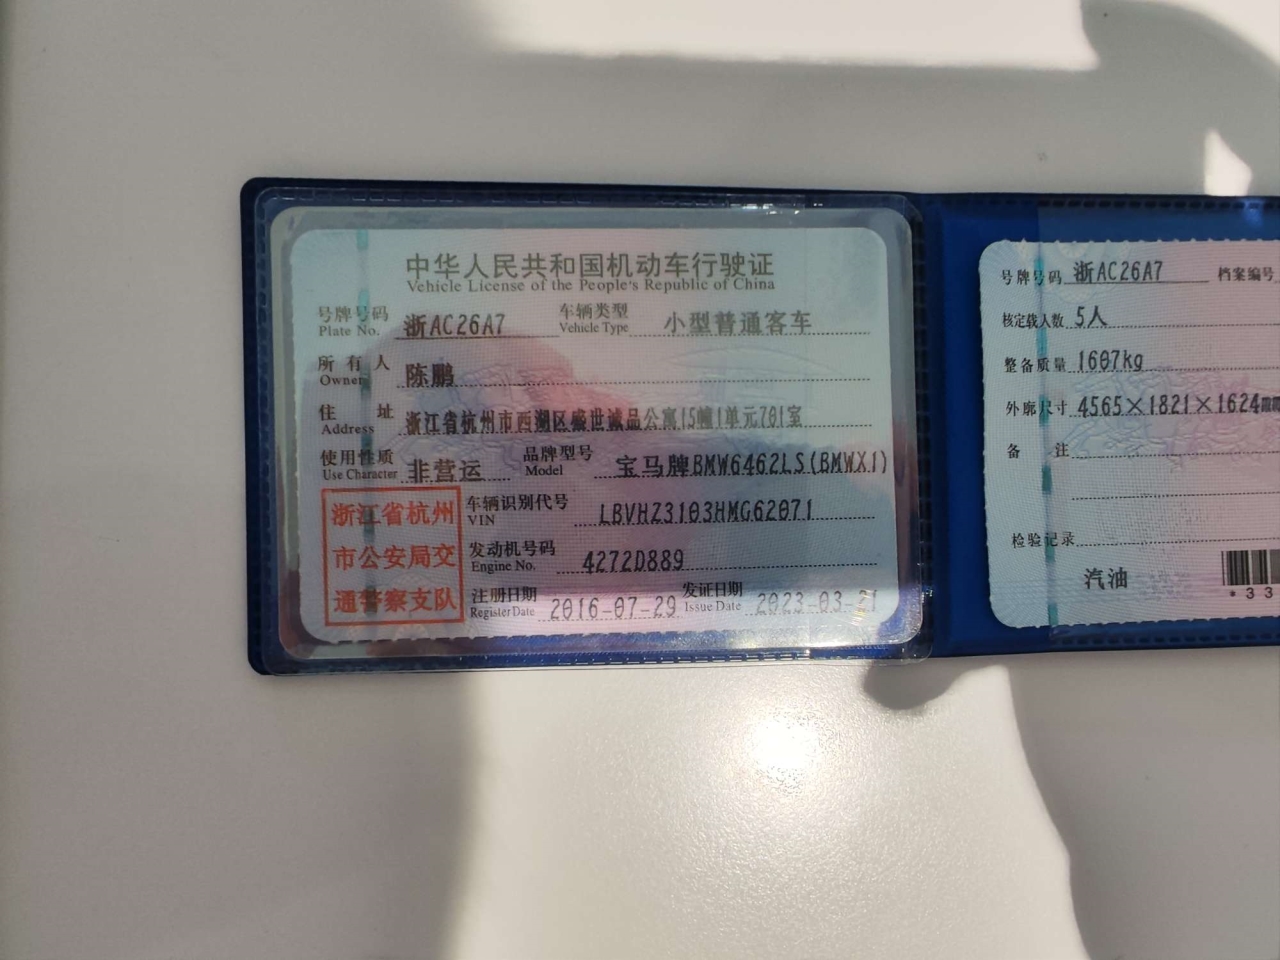 中华人民共和国机动车行驶证
Vehicle License of the People's Republic of China
号牌号码 浙AC26A7 车辆类型 小型普通客车
Plate No. Vehicle Type
所有人 陈鹏
Owner
住址 浙江省杭州市西湖区盛世诚品公寓15幢1单元701室
Address
使用性质 非营运 品牌型号 宝马牌BMW6462LS(BMWX1)
Use Character Model
浙江省杭州
市公安局交
通警察支队
车辆识别代号 LBVHZ3103HMG62071
VIN
发动机号码 4272D889
Engine No.
注册日期 2016-07-29 发证日期 2023-03-21
Register Date Issue Date
号牌号码 浙AC26A7 档案编号
核定载人数 5人
整备质量 1607kg
外廓尺寸 4565×1821×1624mm
备注
检验记录
汽油
*33